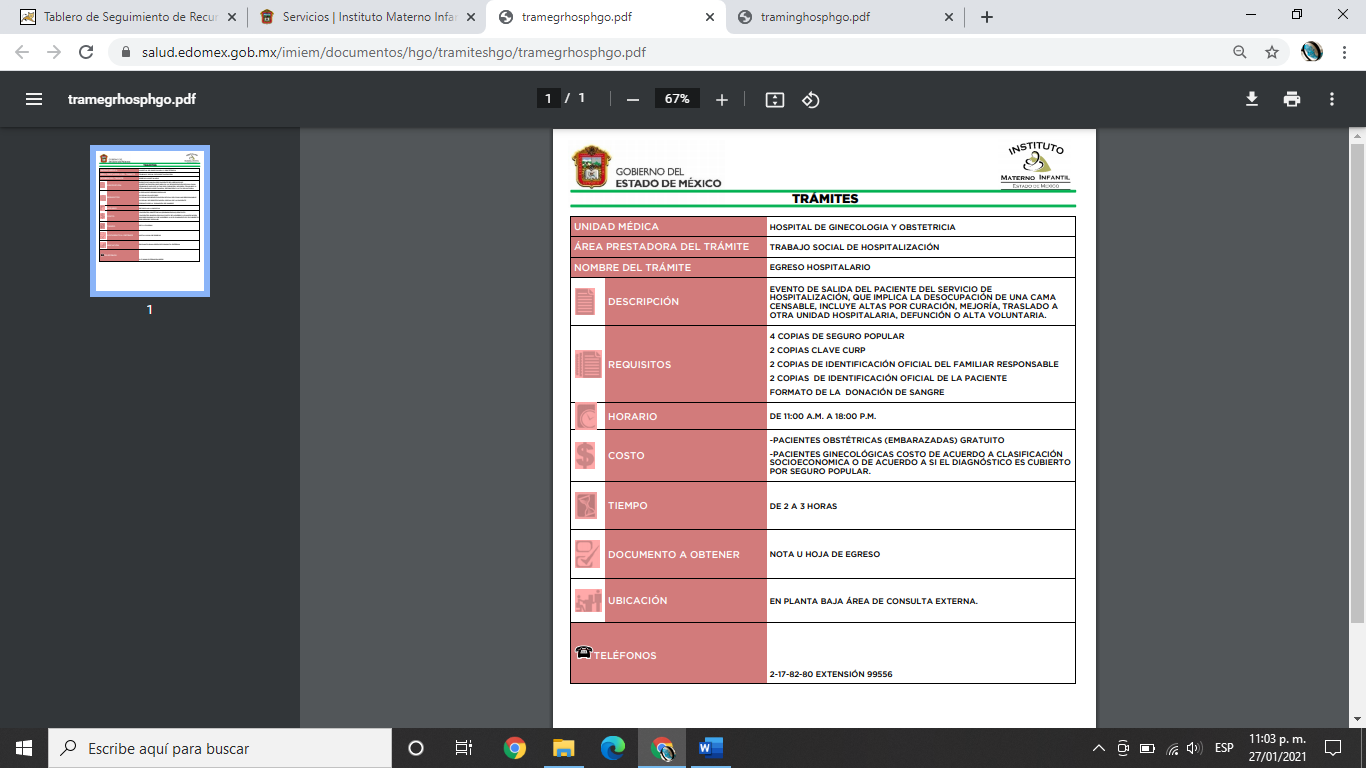 Tablero de Seguimiento de Recur
Servicios | Instituto Materno Infan
tramegrhosphgo.pdf
traminghosphgo.pdf
salud.edomex.gob.mx/imiem/documentos/hgo/tramiteshgo/tramegrhosphgo.pdf
tramegrhosphgo.pdf
1 / 1
67%
1
GOBIERNO DEL
ESTADO DE MÉXICO
INSTITUTO
MATERNO INFANTIL
ESTADO DE MÉXICO
TRÁMITES
UNIDAD MÉDICA
HOSPITAL DE GINECOLOGIA Y OBSTETRICIA
ÁREA PRESTADORA DEL TRÁMITE
TRABAJO SOCIAL DE HOSPITALIZACIÓN
NOMBRE DEL TRÁMITE
EGRESO HOSPITALARIO
DESCRIPCIÓN
EVENTO DE SALIDA DEL PACIENTE DEL SERVICIO DE
HOSPITALIZACIÓN, QUE IMPLICA LA DESOCUPACIÓN DE UNA CAMA
CENSABLE, INCLUYE ALTAS POR CURACIÓN, MEJORÍA, TRASLADO A
OTRA UNIDAD HOSPITALARIA, DEFUNCIÓN O ALTA VOLUNTARIA.
REQUISITOS
4 COPIAS DE SEGURO POPULAR
2 COPIAS CLAVE CURP
2 COPIAS DE IDENTIFICACIÓN OFICIAL DEL FAMILIAR RESPONSABLE
2 COPIAS DE IDENTIFICACIÓN OFICIAL DE LA PACIENTE
FORMATO DE LA DONACIÓN DE SANGRE
HORARIO
DE 11:00 A.M. A 18:00 P.M.
COSTO
-PACIENTES OBSTÉTRICAS (EMBARAZADAS) GRATUITO
-PACIENTES GINECOLÓGICAS COSTO DE ACUERDO A CLASIFICACIÓN
SOCIOECONOMICA O DE ACUERDO A SI EL DIAGNÓSTICO ES CUBIERTO
POR SEGURO POPULAR.
TIEMPO
DE 2 A 3 HORAS
DOCUMENTO A OBTENER
NOTA U HOJA DE EGRESO
UBICACIÓN
EN PLANTA BAJA ÁREA DE CONSULTA EXTERNA.
TELÉFONOS
2-17-82-80 EXTENSIÓN 99556
Escribe aquí para buscar
ESP
11:03 p. m.
27/01/2021